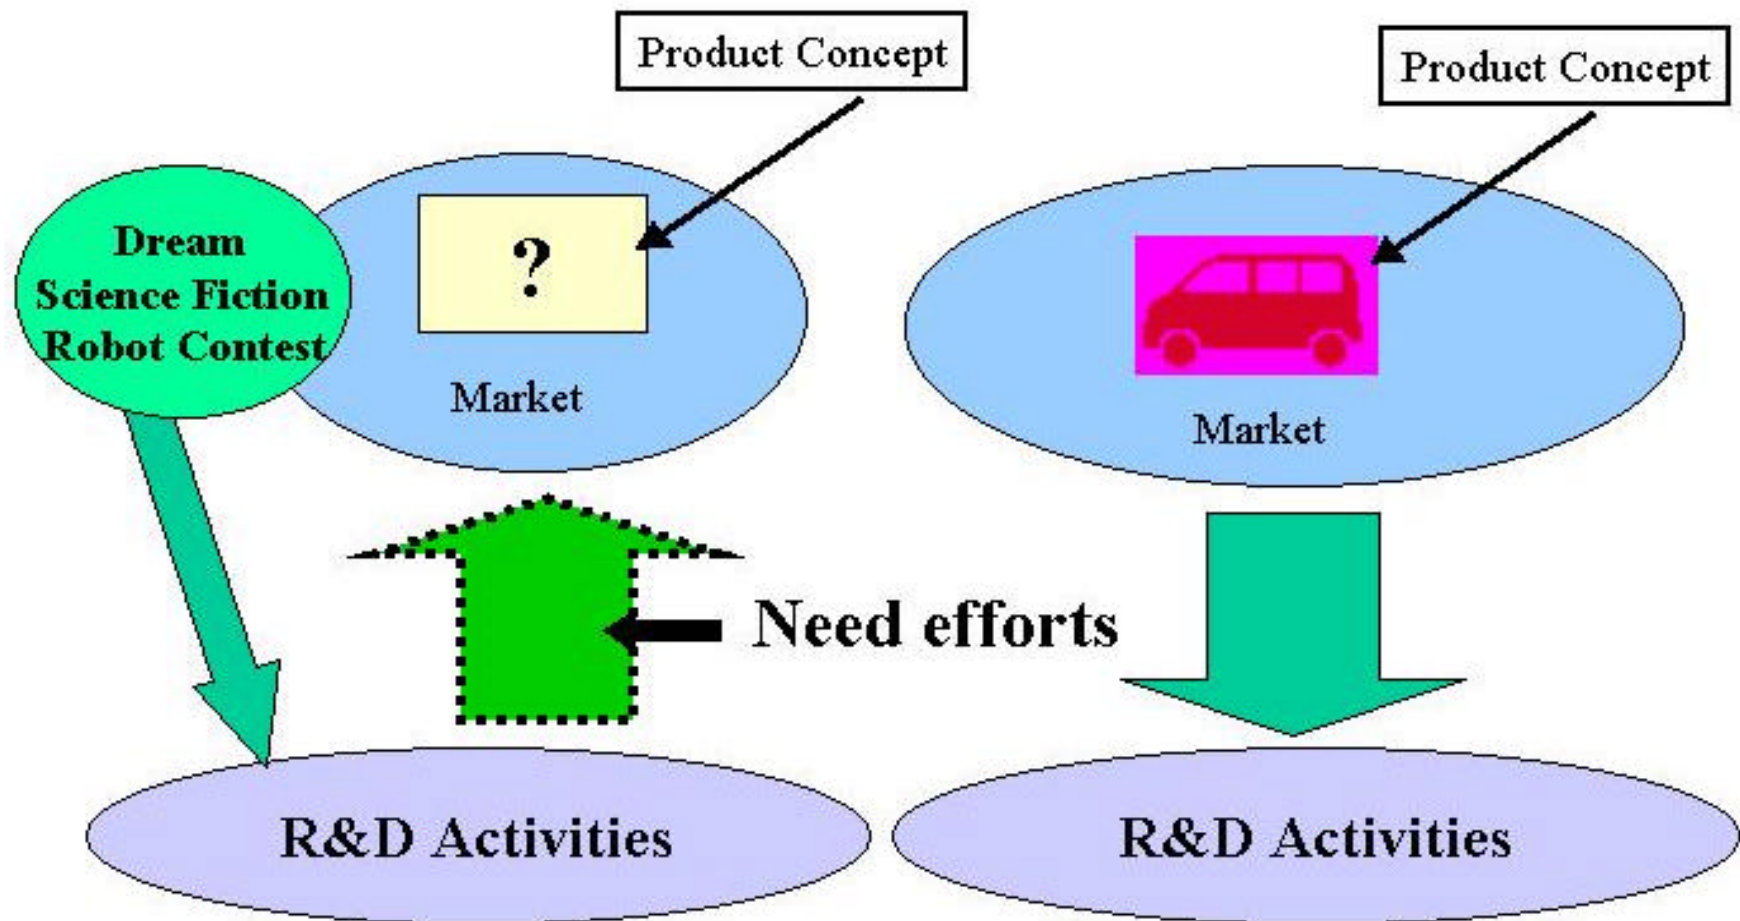 Product Concept
Product Concept
Dream
Science Fiction
Robot Contest
?
Market
Market
Need efforts
R&D Activities
R&D Activities